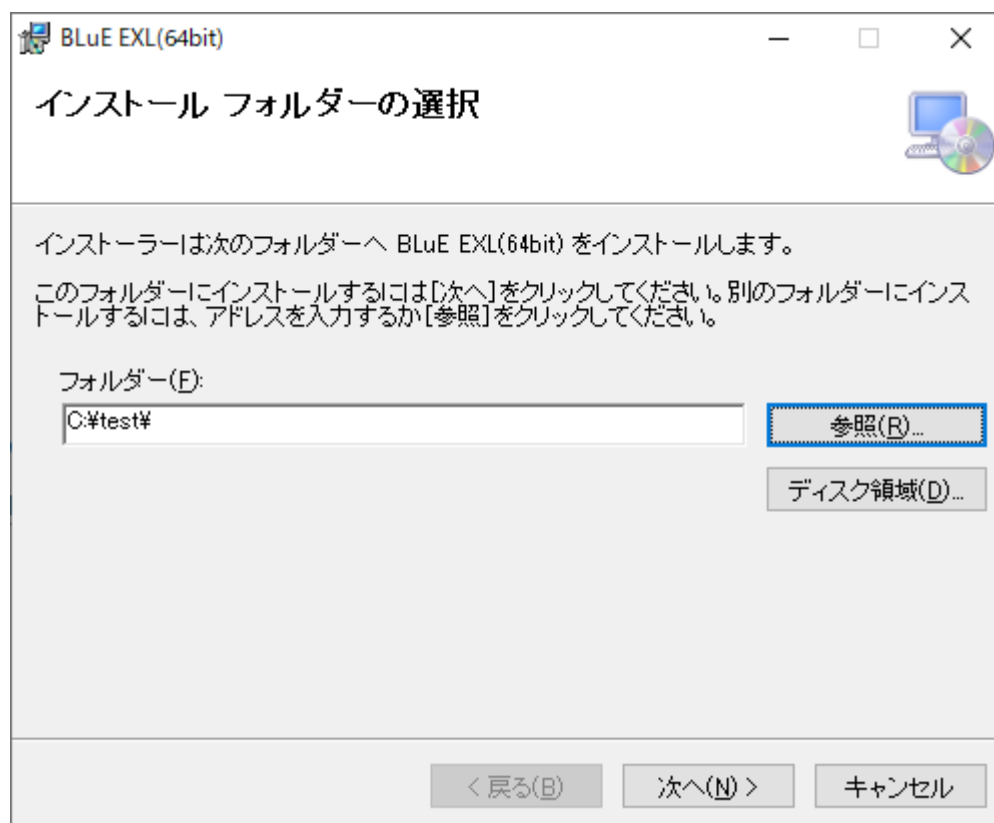 BLuE EXL(64bit)
インストール フォルダーの選択
インストーラーは次のフォルダーへ BLuE EXL(64bit) をインストールします。
このフォルダーにインストールするには[次へ]をクリックしてください。別のフォルダーにインス
トールするには、アドレスを入力するか[参照]をクリックしてください。
フォルダー(F):
C:¥test¥
参照(R)...
ディスク領域(D)...
< 戻る(B)
次へ(N) >
キャンセル